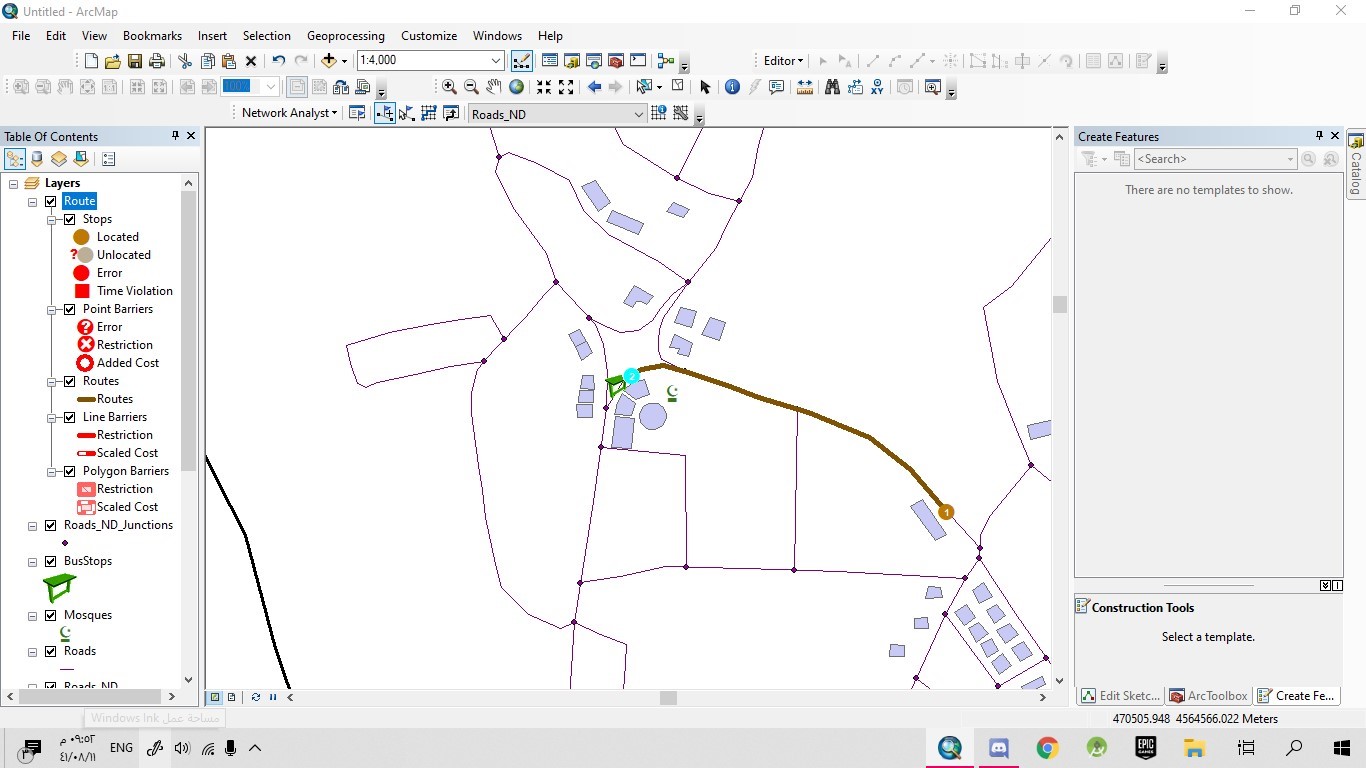 Untitled - ArcMap
File Edit View Bookmarks Insert Selection Geoprocessing Customize Windows Help
1:4,000
Editor
100%
Network Analyst
Roads_ND
Table Of Contents
Layers
Route
Stops
Located
? Unlocated
Error
Time Violation
Point Barriers
? Error
Restriction
Added Cost
Routes
Routes
Line Barriers
Restriction
Scaled Cost
Polygon Barriers
Restriction
Scaled Cost
Roads_ND_Junctions
BusStops
Mosques
Roads
Roads_ND
2
1
Create Features
<Search>
There are no templates to show.
Construction Tools
Select a template.
Edit Sketc...
ArcToolbox
Create Fe...
Catalog
470505.948 4564566.022 Meters
مساحة عمل Windows Ink
٠٩:٥٢ م
٤١/٠٨/١١
ENG
EPIC
GAMES